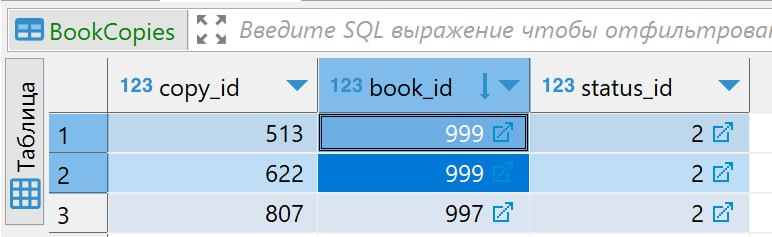 BookCopies Введите SQL выражение чтобы отфильтроват
Таблица
123 copy_id 123 book_id 123 status_id
1 513 999 2
2 622 999 2
3 807 997 2